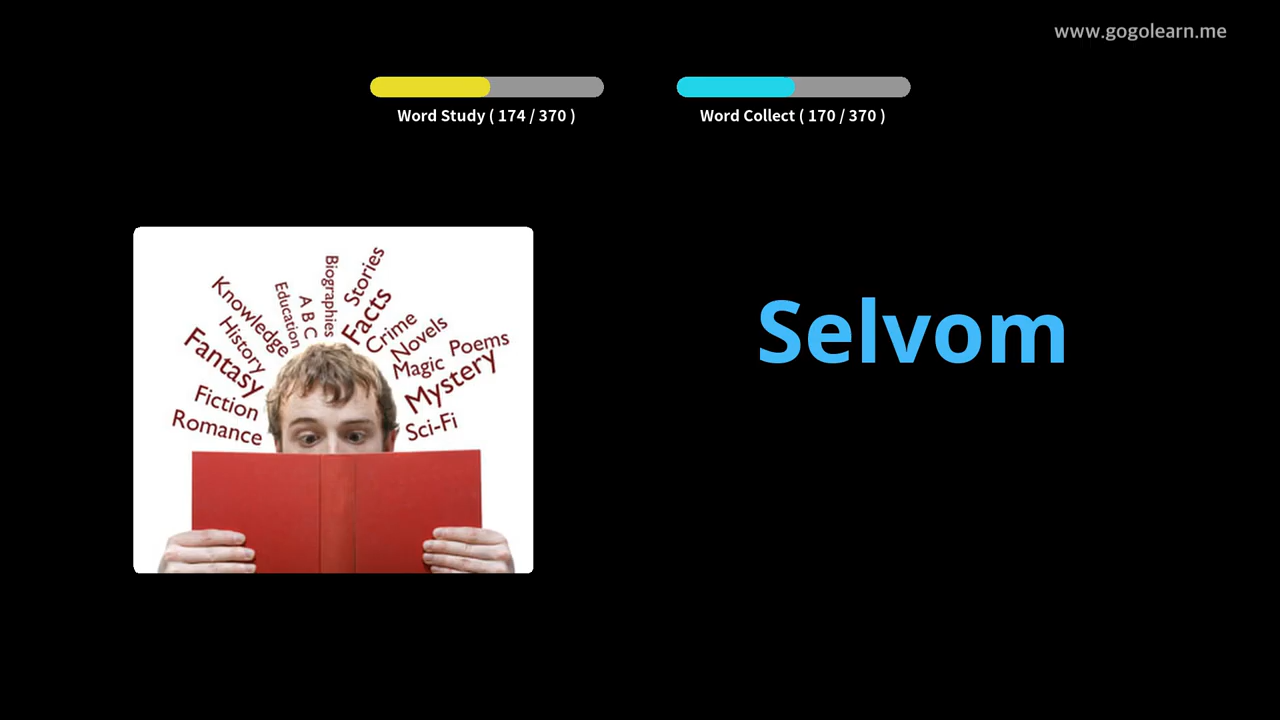 www.gogolearn.me
Word Study ( 174 / 370 )
Word Collect ( 170 / 370 )
Romance
Fiction
Fantasy
History
Knowledge
Education
A B C
Biographies
Stories
Facts
Crime
Novels
Magic
Poems
Mystery
Sci-Fi
Selvom